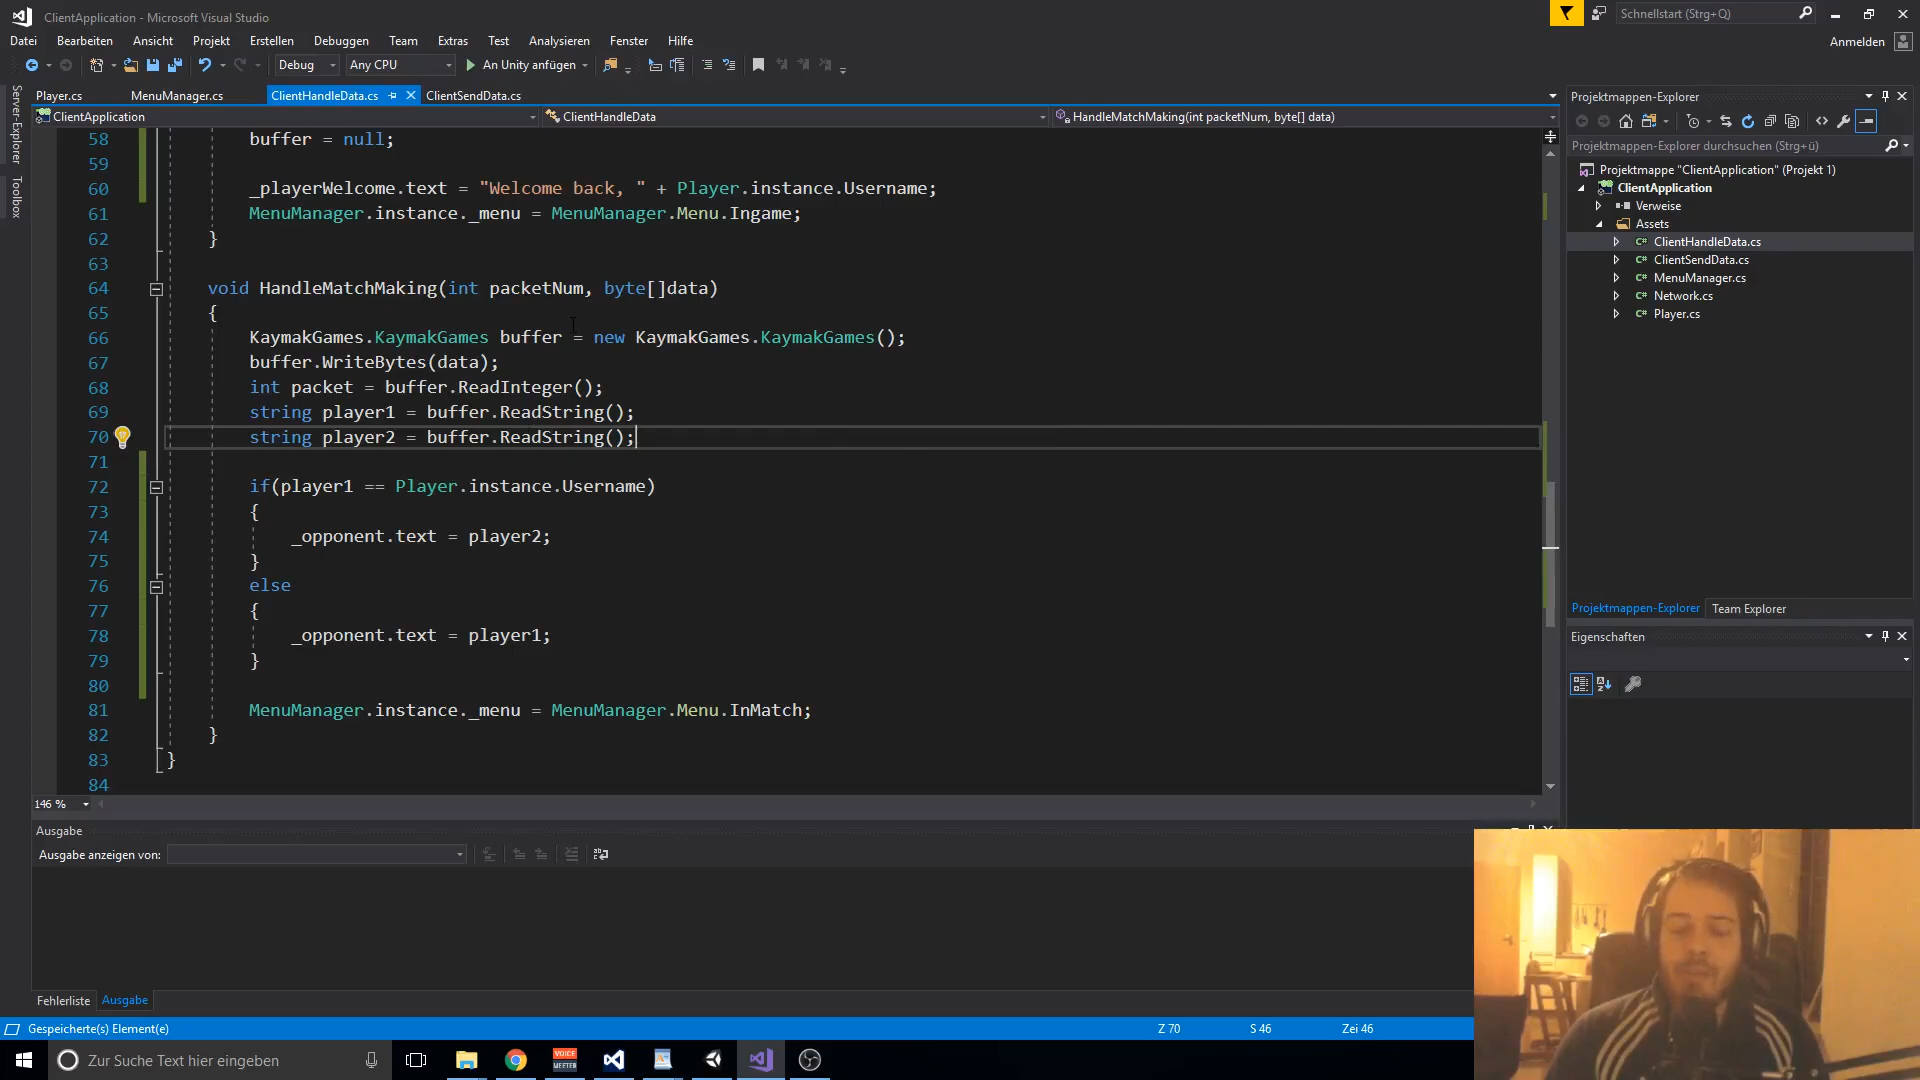 ClientApplication - Microsoft Visual Studio
Schnellstart (Strg+Q)
Datei Bearbeiten Ansicht Projekt Erstellen Debuggen Team Extras Test Analysieren Fenster Hilfe
Anmelden
Debug Any CPU An Unity anfügen
Server-Explorer
Toolbox
Player.cs MenuManager.cs ClientHandleData.cs ClientSendData.cs
ClientApplication ClientHandleData HandleMatchMaking(int packetNum, byte[] data)
58 buffer = null;
59
60 _playerWelcome.text = "Welcome back, " + Player.instance.Username;
61 MenuManager.instance._menu = MenuManager.Menu.Ingame;
62 }
63
64 void HandleMatchMaking(int packetNum, byte[]data)
65 {
66 KaymakGames.KaymakGames buffer = new KaymakGames.KaymakGames();
67 buffer.WriteBytes(data);
68 int packet = buffer.ReadInteger();
69 string player1 = buffer.ReadString();
70 string player2 = buffer.ReadString();
71
72 if(player1 == Player.instance.Username)
73 {
74 _opponent.text = player2;
75 }
76 else
77 {
78 _opponent.text = player1;
79 }
80
81 MenuManager.instance._menu = MenuManager.Menu.InMatch;
82 }
83 }
84
146 %
Projektmappen-Explorer
Projektmappen-Explorer durchsuchen (Strg+ü)
Projektmappe "ClientApplication" (Projekt 1)
ClientApplication
Verweise
Assets
ClientHandleData.cs
ClientSendData.cs
MenuManager.cs
Network.cs
Player.cs
Projektmappen-Explorer Team Explorer
Eigenschaften
Ausgabe
Ausgabe anzeigen von:
Fehlerliste Ausgabe
Gespeicherte(s) Element(e) Z 70 S 46 Zei 46
Zur Suche Text hier eingeben
VOICE
MEETER